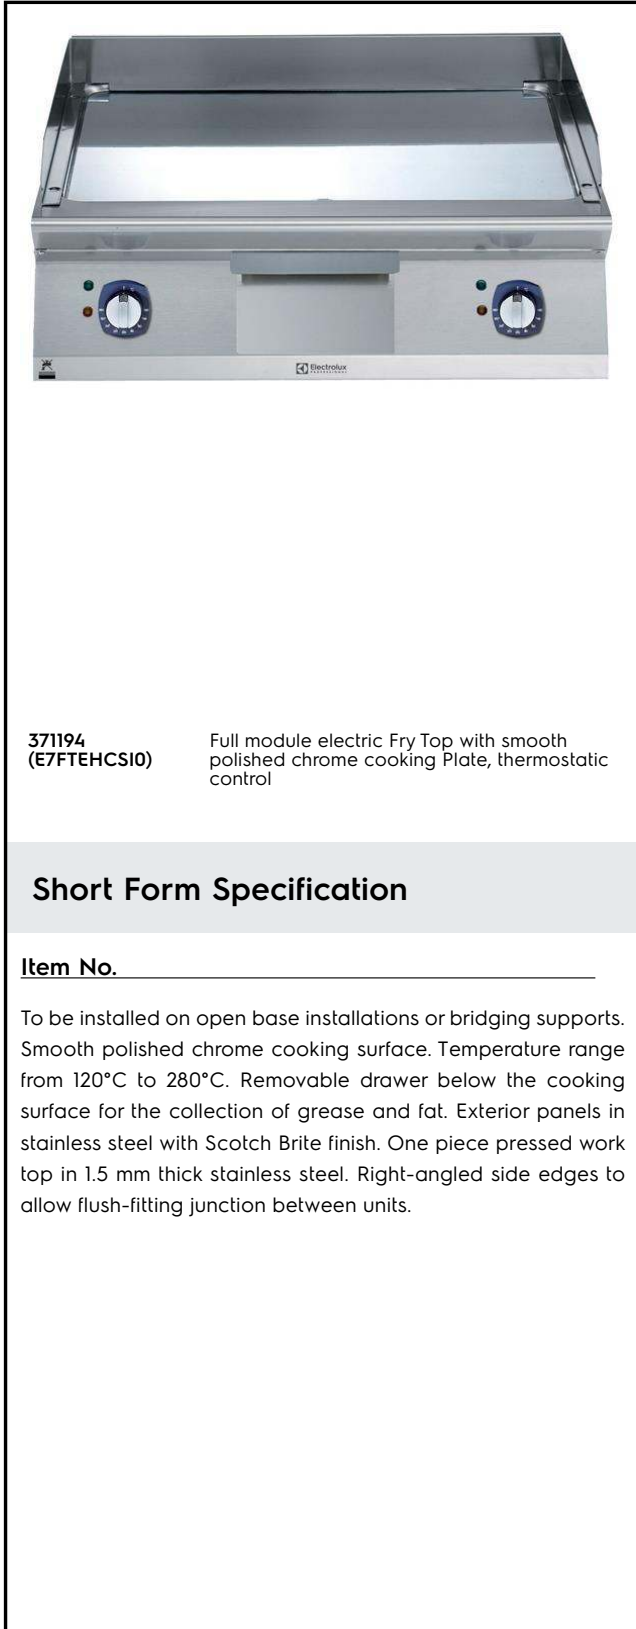 Electrolux
PROFESSIONAL
371194
(E7FTEHCSI0)
Full module electric Fry Top with smooth
polished chrome cooking Plate, thermostatic
control
Short Form Specification
Item No.
To be installed on open base installations or bridging supports.
Smooth polished chrome cooking surface. Temperature range
from 120°C to 280°C. Removable drawer below the cooking
surface for the collection of grease and fat. Exterior panels in
stainless steel with Scotch Brite finish. One piece pressed work
top in 1.5 mm thick stainless steel. Right-angled side edges to
allow flush-fitting junction between units.